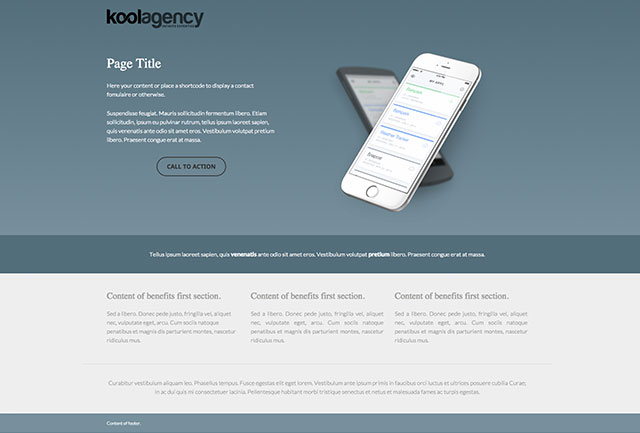 koolagency
Page Title
Here your content or place a shortcode to display a contact
fomulaire or otherwise.
Suspendisse feugiat, Mauris sollicitudin fermentum libero. Etiam
sollicitudin, ipsum eu pulvinar rutrum, tellus ipsum laoreet sapien,
quis venenatis ante odio sit amet eros. Vestibulum volutpat pretium
libero. Praesent congue erat at massa.
CALL TO ACTION
MY APPS
Tellus ipsum laoreet sapien, quis venenatis ante odio sit amet eros. Vestibulum volutpat pretium libero. Praesent congue erat at massa.
Content of benefits first section.
Sed a libero. Donec pede justo, fringilla vel, aliquet
nec, vulputate eget, arcu. Cum sociis natoque
penatibus et magnis dis parturient montes, nascetur
ridiculus mus.
Content of benefits first section.
Sed a libero. Donec pede justo, fringilla vel, aliquet
nec, vulputate eget, arcu. Cum sociis natoque
penatibus et magnis dis parturient montes, nascetur
ridiculus mus.
Content of benefits first section.
Sed a libero. Donec pede justo, fringilla vel, aliquet
nec, vulputate eget, arcu. Cum sociis natoque
penatibus et magnis dis parturient montes, nascetur
ridiculus mus.
Curabitur vestibulum aliquam leo. Phasellus tempus. Fusce egestas elit eget lorem. Vestibulum ante ipsum primis in faucibus orci luctus et ultrices posuere cubilia Curae;
in ac dui quis mi consectetuer lacinia. Pellentesque habitant morbi tristique senectus et netus et malesuada fames ac turpis egestas.
Content of footer.